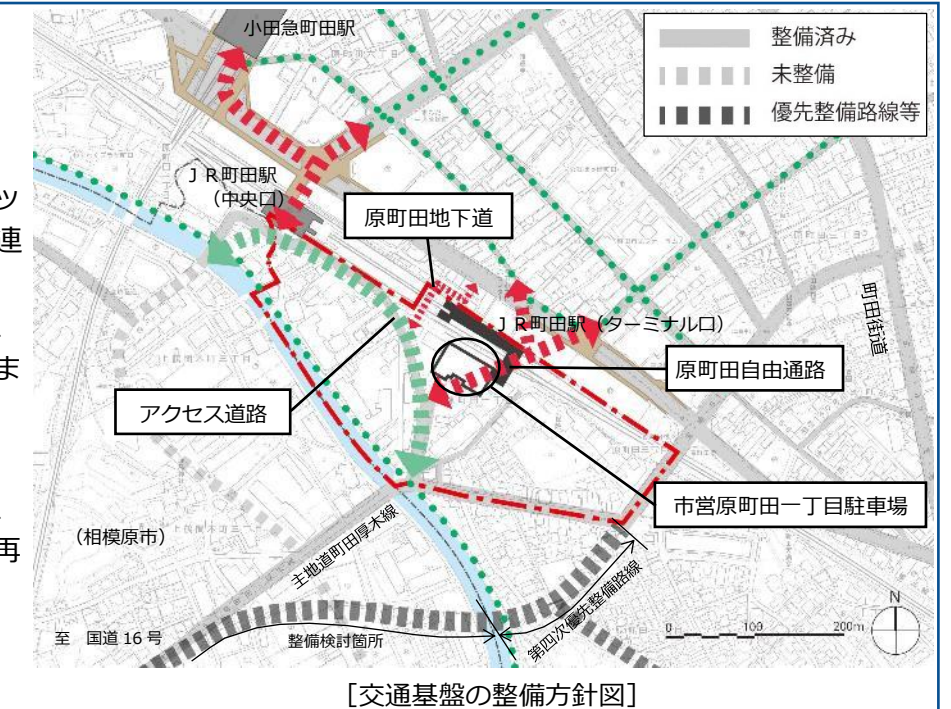 小田急町田駅
整備済み
未整備
優先整備路線等
ＪＲ町田駅
（中央口）
ッ
連
原町田地下道
町田街道
ＪＲ町田駅（ターミナル口）
ま
原町田自由通路
アクセス道路
市営原町田一丁目駐車場
（相模原市）
再
主地道町田厚木線
第四次優先整備路線
N
至 国道16号
整備検討箇所
0 100 200m
［交通基盤の整備方針図］